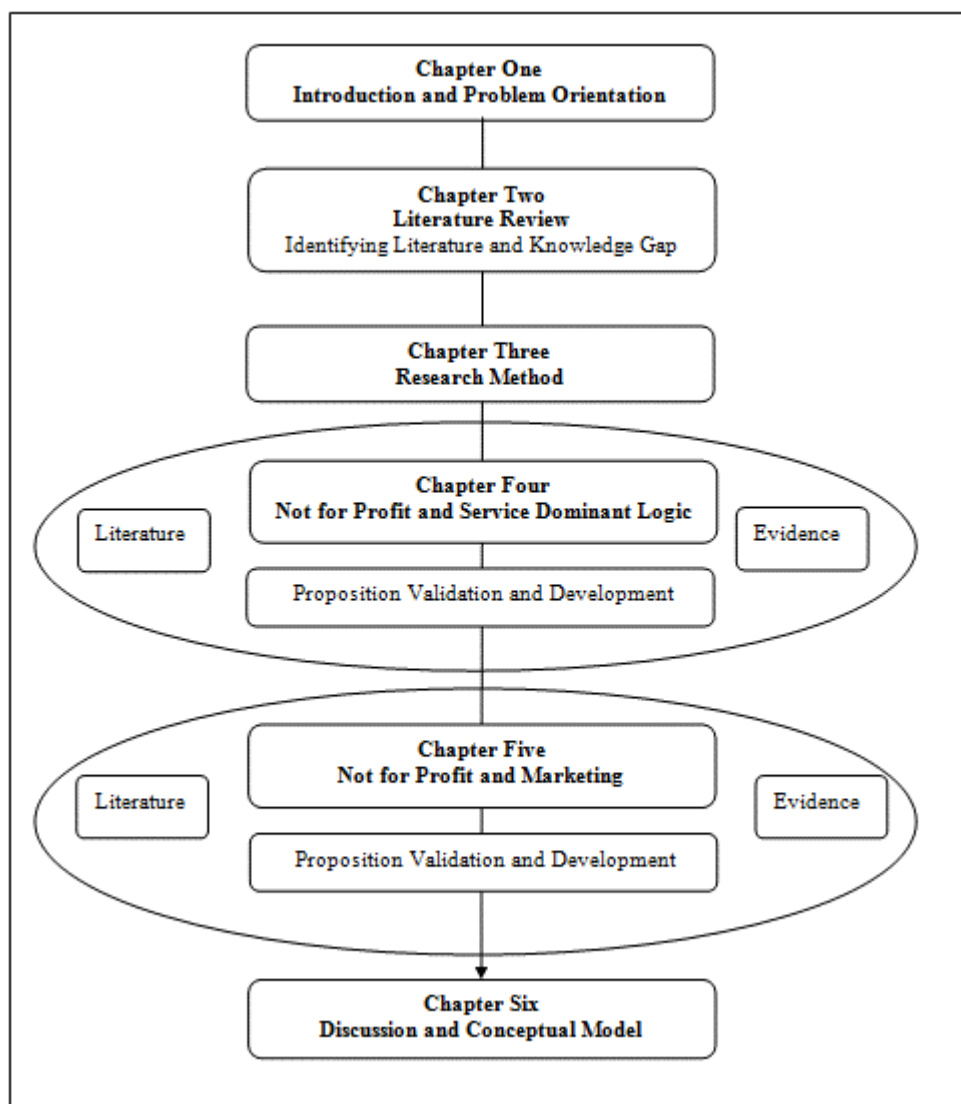 Chapter One
Introduction and Problem Orientation
Chapter Two
Literature Review
Identifying Literature and Knowledge Gap
Chapter Three
Research Method
Chapter Four
Not for Profit and Service Dominant Logic
Literature
Evidence
Proposition Validation and Development
Chapter Five
Not for Profit and Marketing
Literature
Evidence
Proposition Validation and Development
Chapter Six
Discussion and Conceptual Model